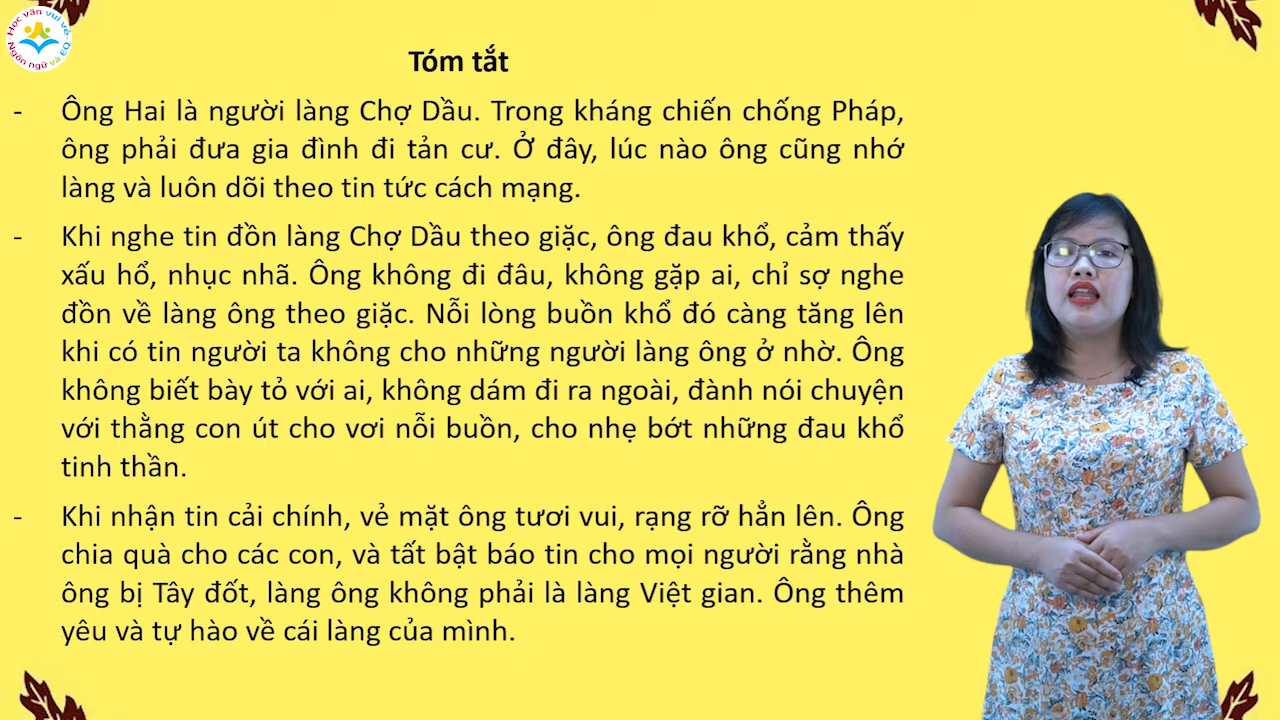 Học văn vui vẻ
Ngôn ngữ và EQ
Tóm tắt
- Ông Hai là người làng Chợ Dầu. Trong kháng chiến chống Pháp,
ông phải đưa gia đình đi tản cư. Ở đây, lúc nào ông cũng nhớ
làng và luôn dõi theo tin tức cách mạng.
- Khi nghe tin đồn làng Chợ Dầu theo giặc, ông đau khổ, cảm thấy
xấu hổ, nhục nhã. Ông không đi đâu, không gặp ai, chỉ sợ nghe
đồn về làng ông theo giặc. Nỗi lòng buồn khổ đó càng tăng lên
khi có tin người ta không cho những người làng ông ở nhờ. Ông
không biết bày tỏ với ai, không dám đi ra ngoài, đành nói chuyện
với thằng con út cho vơi nỗi buồn, cho nhẹ bớt những đau khổ
tinh thần.
- Khi nhận tin cải chính, vẻ mặt ông tươi vui, rạng rỡ hẳn lên. Ông
chia quà cho các con, và tất bật báo tin cho mọi người rằng nhà
ông bị Tây đốt, làng ông không phải là làng Việt gian. Ông thêm
yêu và tự hào về cái làng của mình.